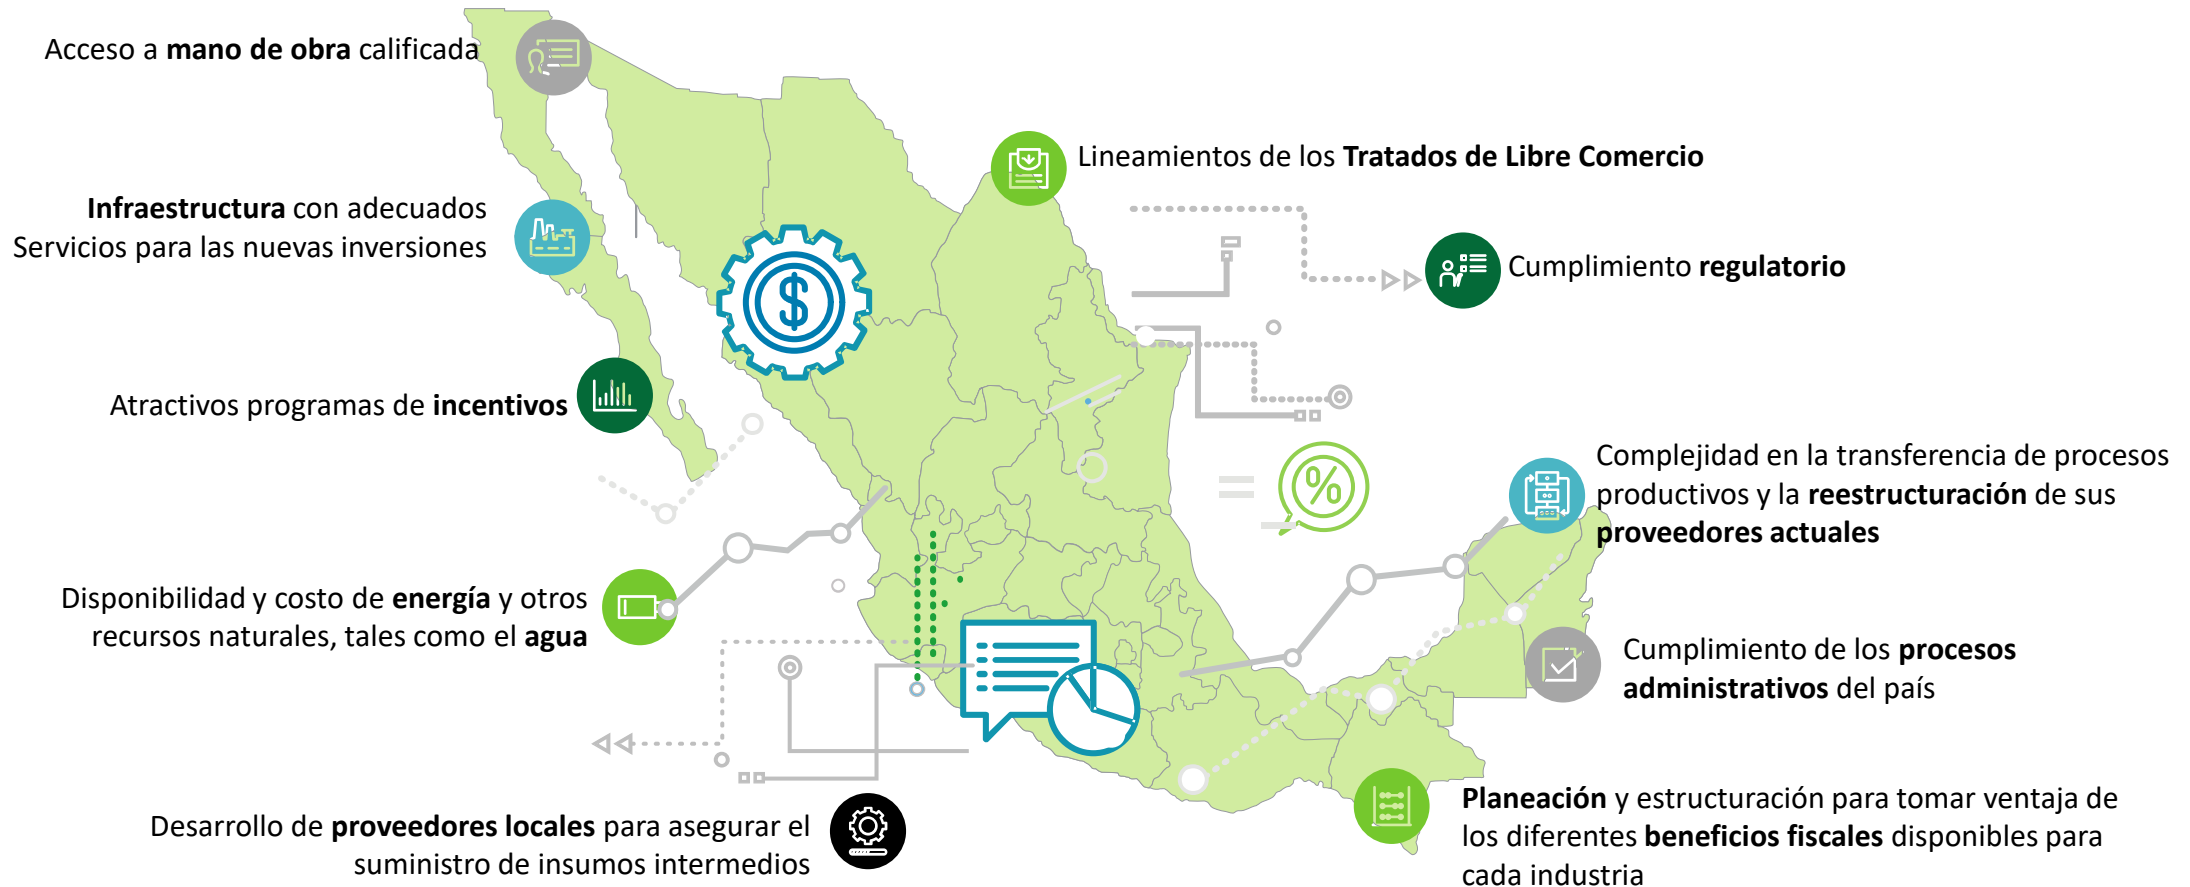 Acceso a mano de obra calificada
Infraestructura con adecuados
Servicios para las nuevas inversiones
Atractivos programas de incentivos
Disponibilidad y costo de energía y otros
recursos naturales, tales como el agua
Desarrollo de proveedores locales para asegurar el
suministro de insumos intermedios
$
Lineamientos de los Tratados de Libre Comercio
Cumplimiento regulatorio
%
Complejidad en la transferencia de procesos
productivos y la reestructuración de sus
proveedores actuales
Cumplimiento de los procesos
administrativos del país
Planeación y estructuración para tomar ventaja de
los diferentes beneficios fiscales disponibles para
cada industria